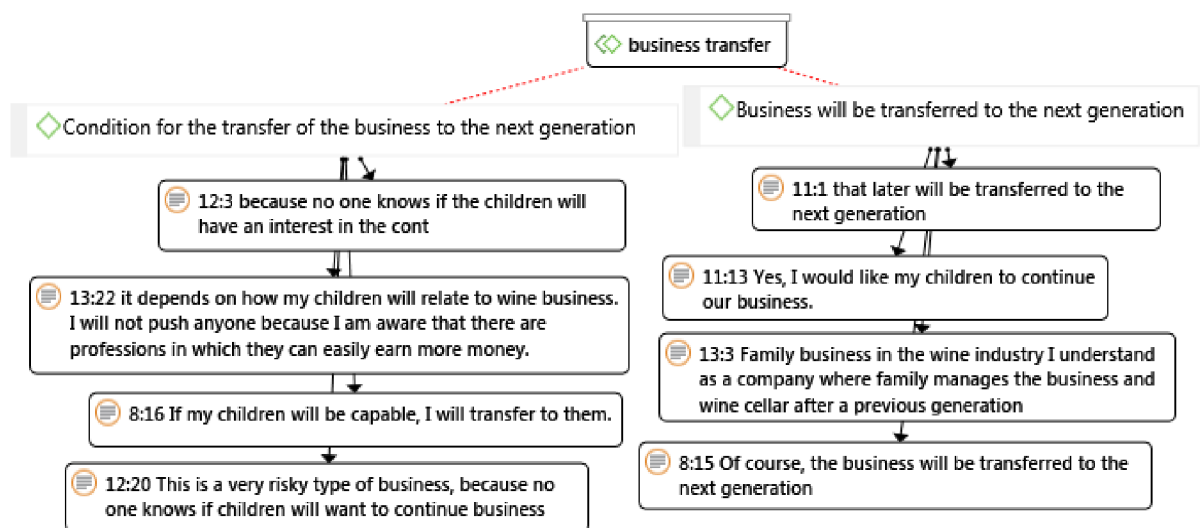 business transfer
Condition for the transfer of the business to the next generation
12:3 because no one knows if the children will
have an interest in the cont
13:22 it depends on how my children will relate to wine business.
I will not push anyone because I am aware that there are
professions in which they can easily earn more money.
8:16 If my children will be capable, I will transfer to them.
12:20 This is a very risky type of business, because no
one knows if children will want to continue business
Business will be transferred to the next generation
11:1 that later will be transferred to the
next generation
11:13 Yes, I would like my children to continue
our business.
13:3 Family business in the wine industry I understand
as a company where family manages the business and
wine cellar after a previous generation
8:15 Of course, the business will be transferred to the
next generation